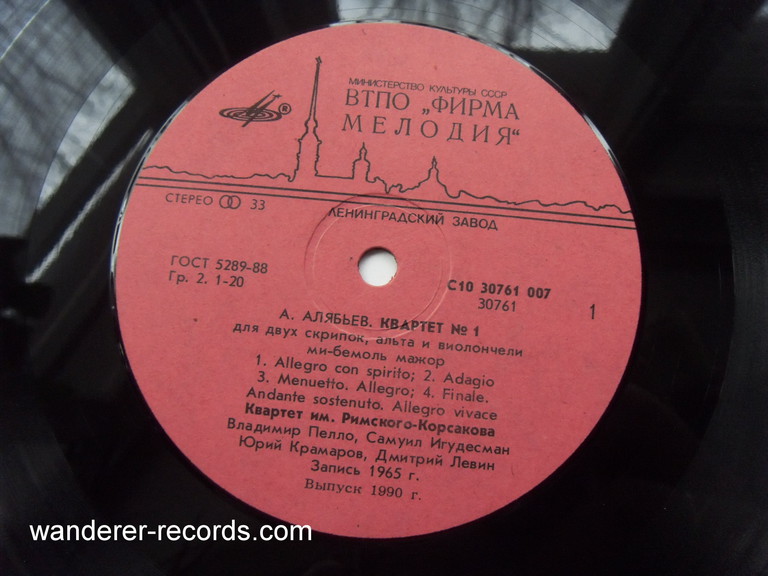 МИНИСТЕРСТВО КУЛЬТУРЫ СССР
ВТПО „ФИРМА
МЕЛОДИЯ“
®
СТЕРЕО 33
ЛЕНИНГРАДСКИЙ ЗАВОД
ГОСТ 5289-88
Гр. 2. 1-20
С10 30761 007
30761
1
А. АЛЯБЬЕВ. КВАРТЕТ № 1
для двух скрипок, альта и виолончели
ми-бемоль мажор
1. Allegro con spirito; 2. Adagio
3. Menuetto. Allegro; 4. Finale.
Andante sostenuto. Allegro vivace
Квартет им. Римского-Корсакова
Владимир Пелло, Самуил Игудесман
Юрий Крамаров, Дмитрий Левин
Запись 1965 г.
Выпуск 1990 г.
wanderer-records.com